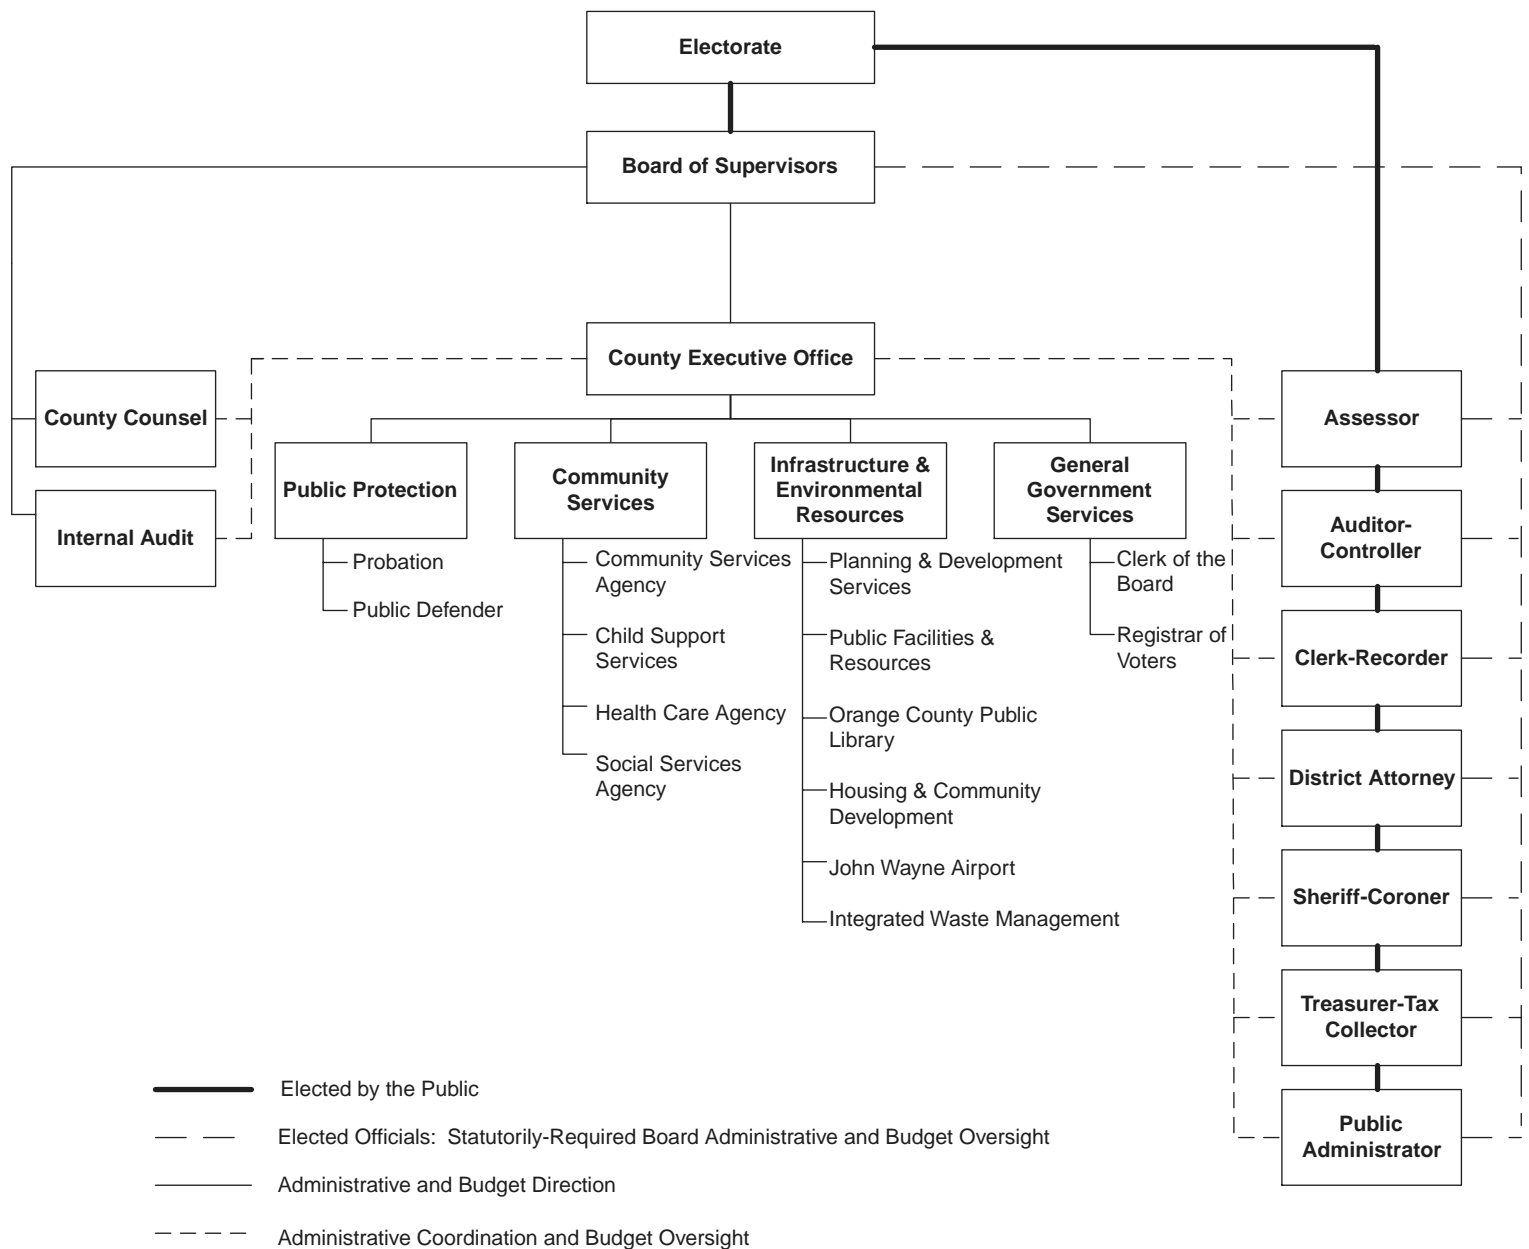 Electorate
Board of Supervisors
County Executive Office
County Counsel
Internal Audit
Public Protection
Probation
Public Defender
Community
Services
Community Services
Agency
Child Support
Services
Health Care Agency
Social Services
Agency
Infrastructure &
Environmental
Resources
Planning & Development
Services
Public Facilities &
Resources
Orange County Public
Library
Housing & Community
Development
John Wayne Airport
Integrated Waste Management
General
Government
Services
Clerk of the
Board
Registrar of
Voters
Assessor
Auditor-
Controller
Clerk-Recorder
District Attorney
Sheriff-Coroner
Treasurer-Tax
Collector
Public
Administrator
Elected by the Public
Elected Officials: Statutorily-Required Board Administrative and Budget Oversight
Administrative and Budget Direction
Administrative Coordination and Budget Oversight